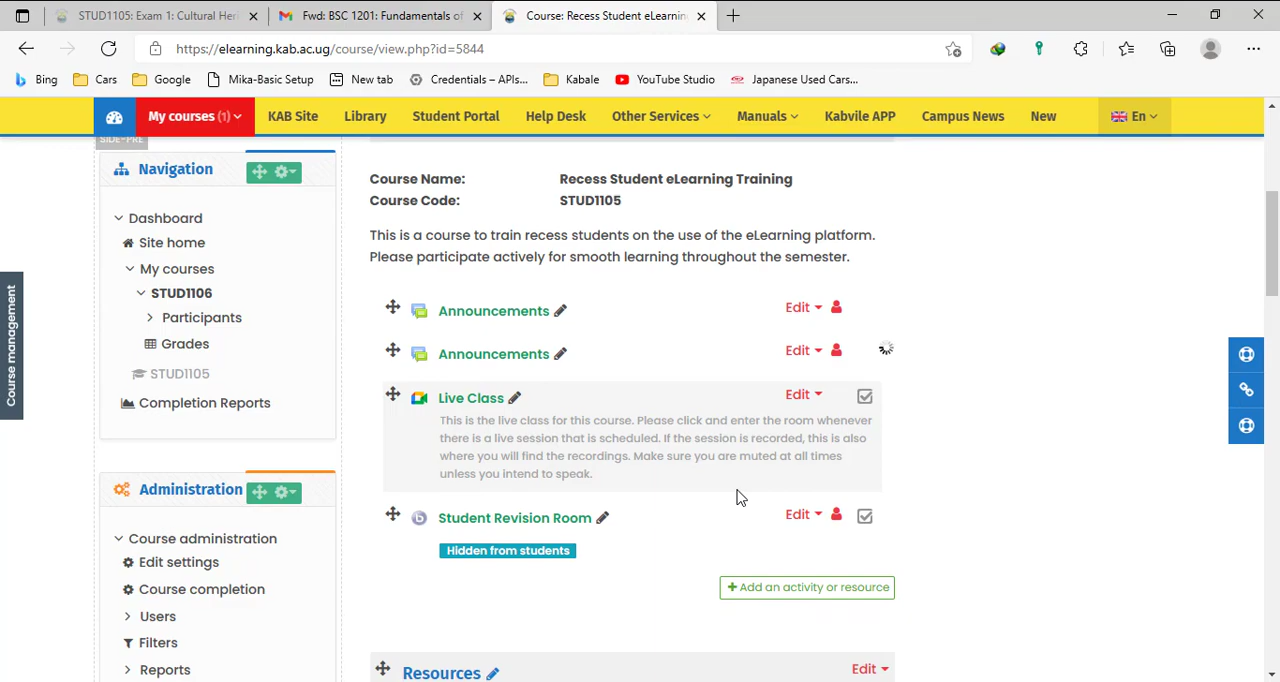 STUD1105: Exam 1: Cultural Heri
Fwd: BSC 1201: Fundamentals of
Course: Recess Student eLearning
https://elearning.kab.ac.ug/course/view.php?id=5844
Bing
Cars
Google
Mika-Basic Setup
New tab
Credentials – APIs...
Kabale
YouTube Studio
Japanese Used Cars...
My courses (1)
KAB Site
Library
Student Portal
Help Desk
Other Services
Manuals
Kabvile APP
Campus News
New
En
SIDE-PRE
Course management
Navigation
Dashboard
Site home
My courses
STUD1106
Participants
Grades
STUD1105
Completion Reports
Administration
Course administration
Edit settings
Course completion
Users
Filters
Reports
Course Name: Recess Student eLearning Training
Course Code: STUD1105
This is a course to train recess students on the use of the eLearning platform.
Please participate actively for smooth learning throughout the semester.
Announcements Edit
Announcements Edit
Live Class Edit
This is the live class for this course. Please click and enter the room whenever
there is a live session that is scheduled. If the session is recorded, this is also
where you will find the recordings. Make sure you are muted at all times
unless you intend to speak.
Student Revision Room Edit
Hidden from students
+ Add an activity or resource
Resources Edit